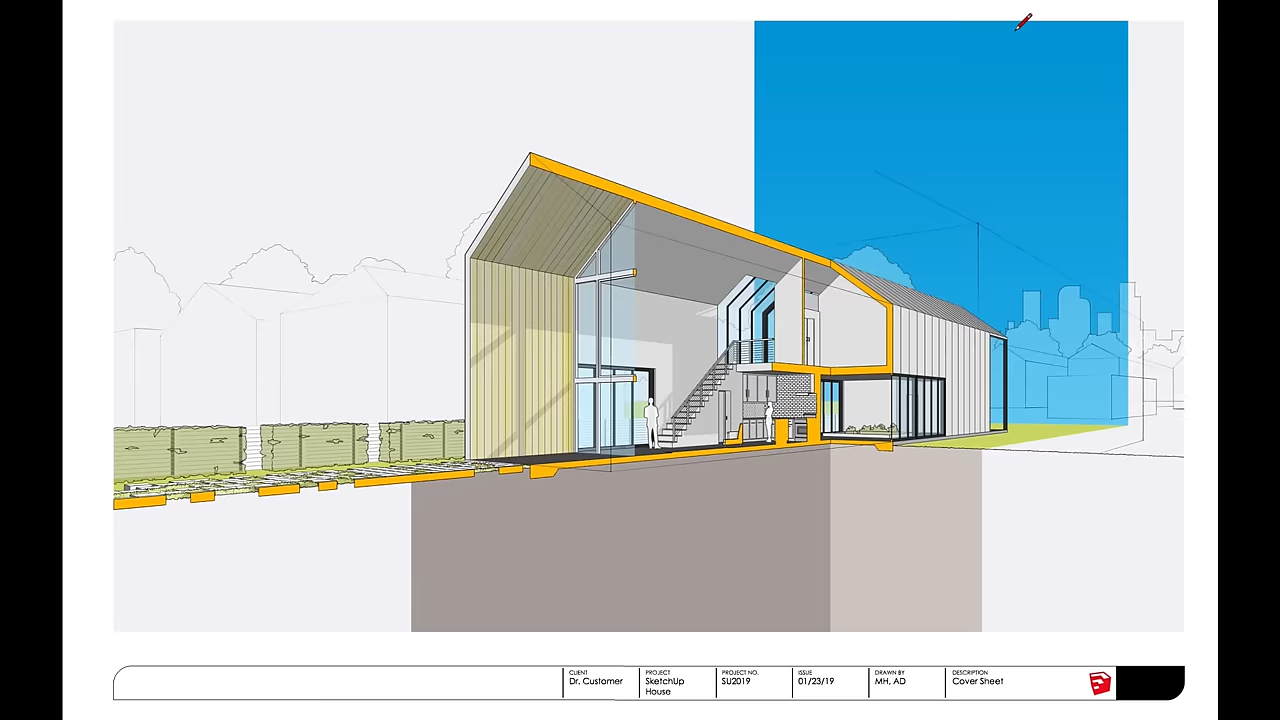 CLIENT
Dr. Customer
PROJECT
SketchUp
House
PROJECT NO.
SU2019
ISSUE
01/23/19
DRAWN BY
MH, AD
DESCRIPTION
Cover Sheet